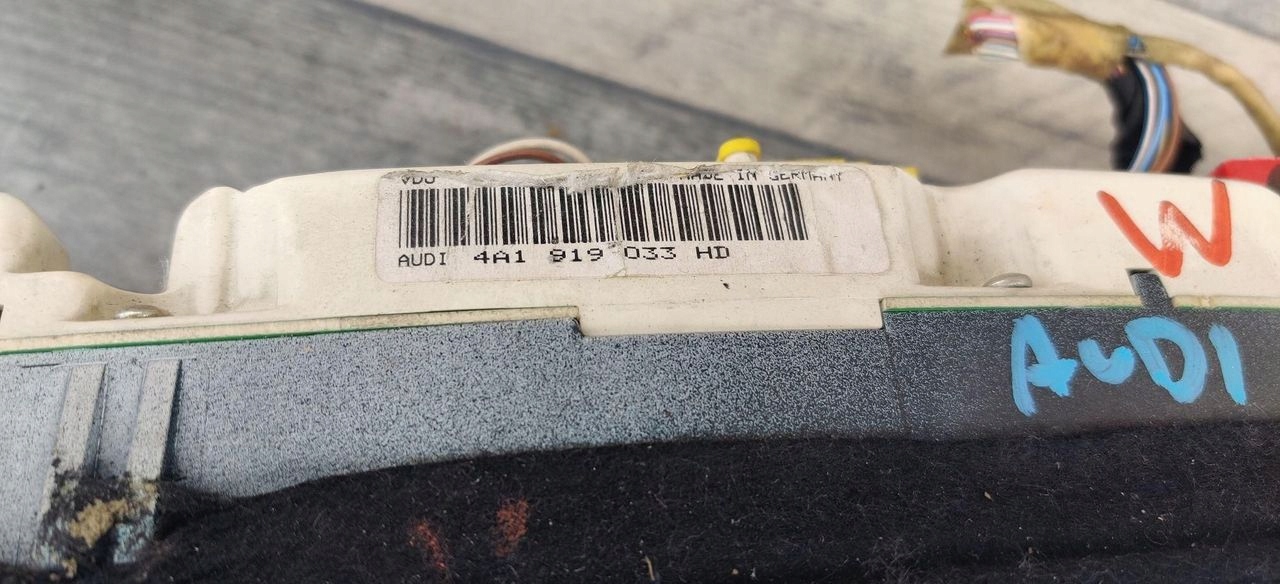 VDO MADE IN GERMANY
AUDI 4A1 919 033 HD
W
AUDI